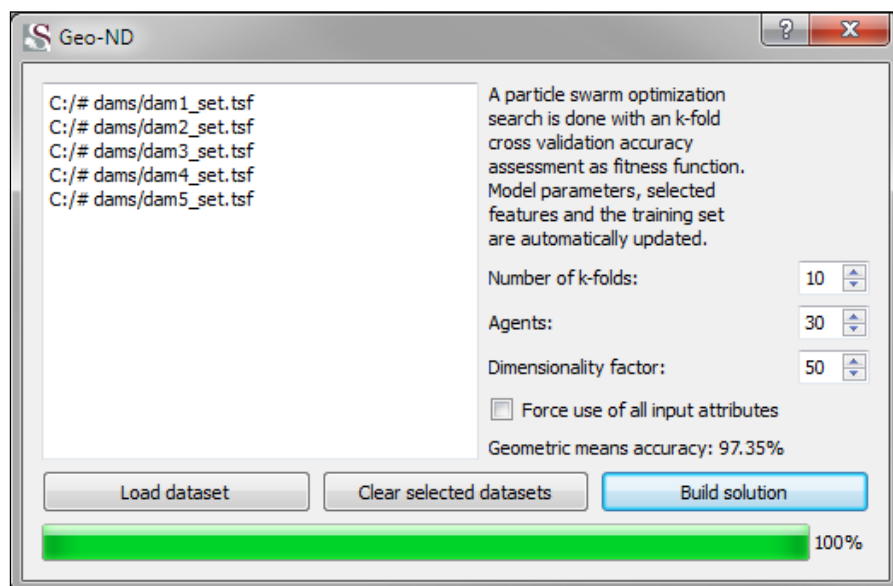 Geo-ND
C:/# dams/dam1_set.tsf
C:/# dams/dam2_set.tsf
C:/# dams/dam3_set.tsf
C:/# dams/dam4_set.tsf
C:/# dams/dam5_set.tsf
A particle swarm optimization
search is done with an k-fold
cross validation accuracy
assessment as fitness function.
Model parameters, selected
features and the training set
are automatically updated.
Number of k-folds: 10
Agents: 30
Dimensionality factor: 50
Force use of all input attributes
Geometric means accuracy: 97.35%
Load dataset Clear selected datasets Build solution
100%